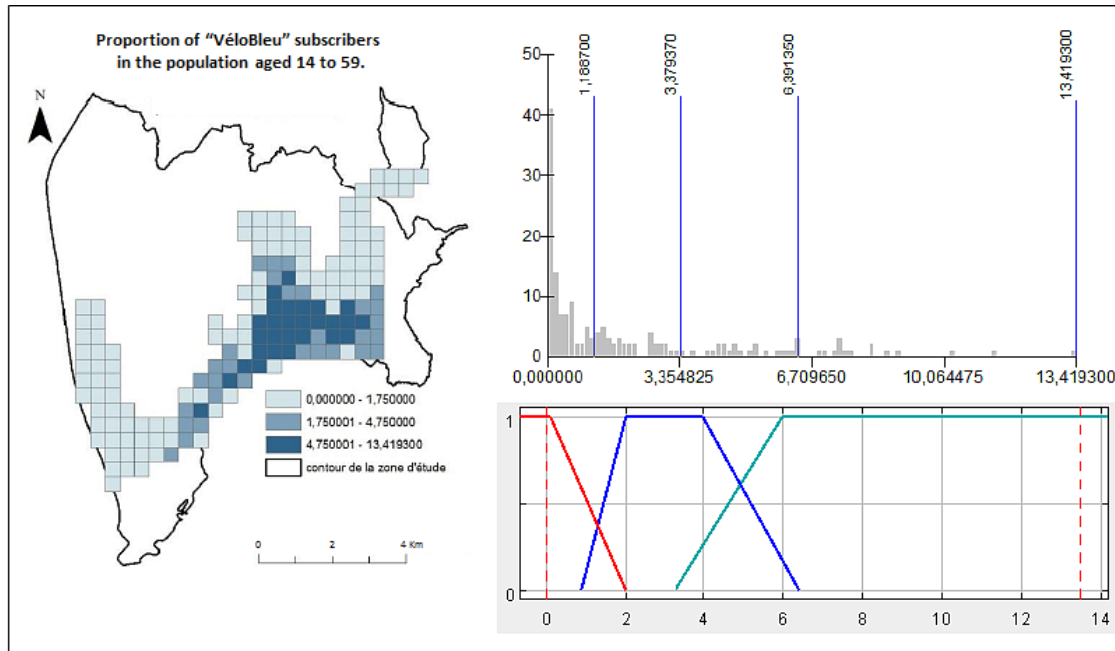 Proportion of “VéloBleu” subscribers
in the population aged 14 to 59.
N
0,000000 - 1,750000
1,750001 - 4,750000
4,750001 - 13,419300
contour de la zone d'étude
0 2 4 Km
50
40
30
20
10
0
1,188700
3,379370
6,391350
13,419300
0,000000 3,354825 6,709650 10,064475 13,419300
1
0
0 2 4 6 8 10 12 14